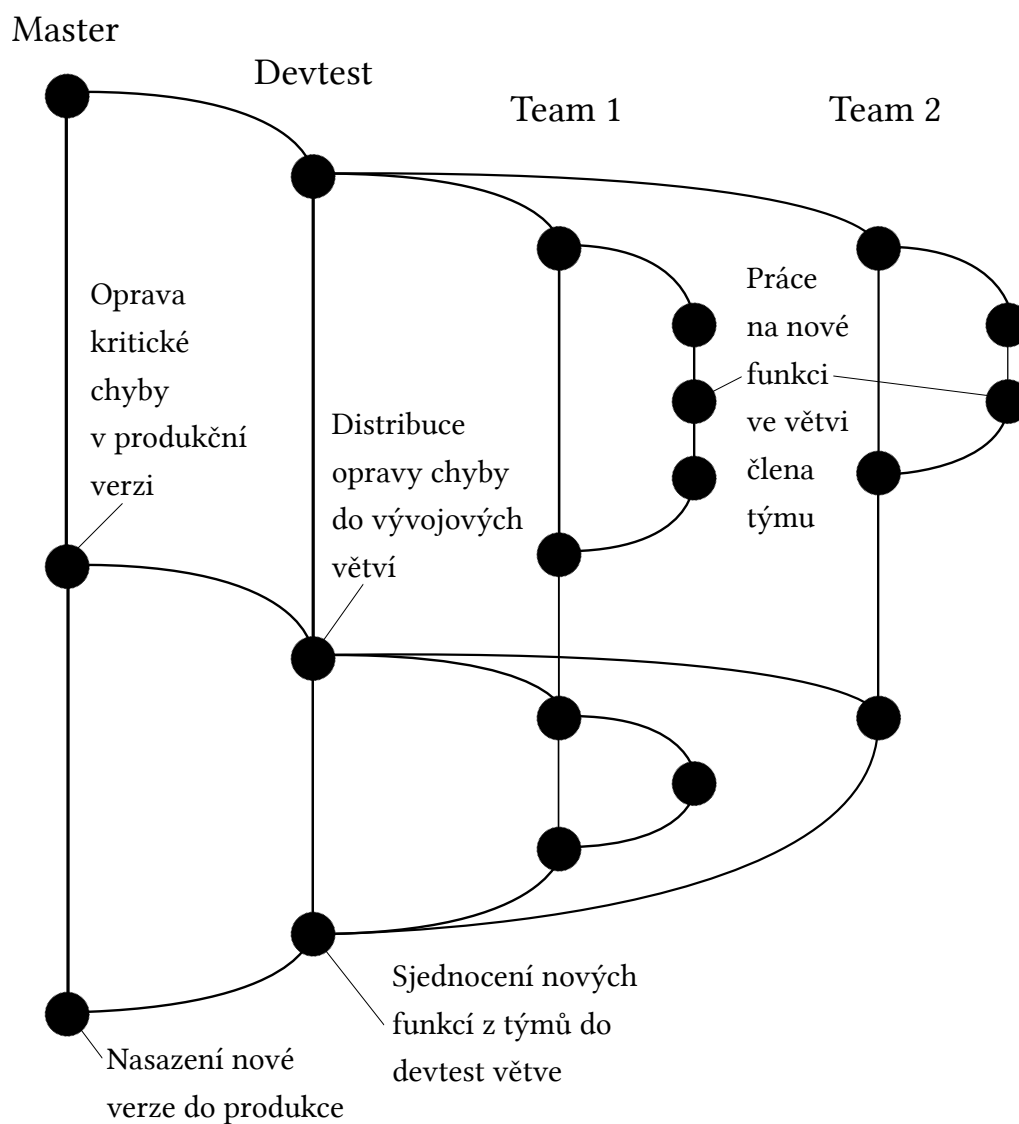 Master
Devtest
Team 1
Team 2
Oprava
kritické
chyby
v produkční
verzi
Distribuce
opravy chyby
do vývojových
větví
Práce
na nové
funkci
ve větvi
člena
týmu
Sjednocení nových
funkcí z týmů do
devtest větve
Nasazení nové
verze do produkce